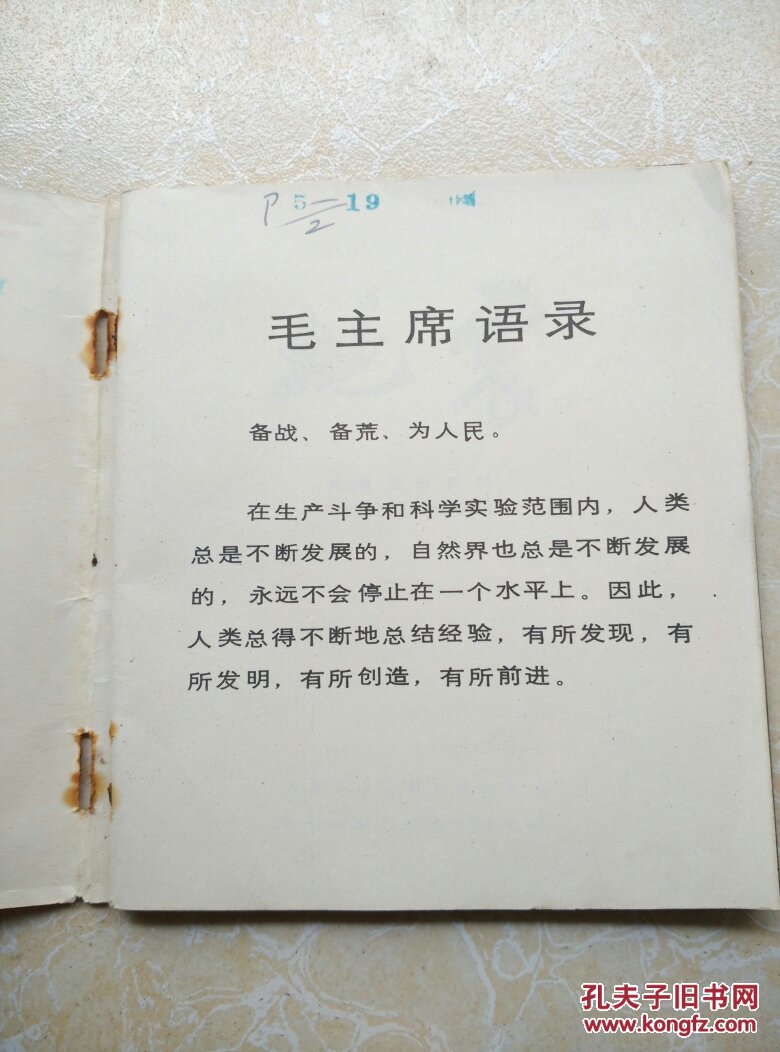 P 5-19
2
毛主席语录
备战、备荒、为人民。
在生产斗争和科学实验范围内，人类
总是不断发展的，自然界也总是不断发展
的，永远不会停止在一个水平上。因此，
人类总得不断地总结经验，有所发现，有
所发明，有所创造，有所前进。
孔夫子旧书网
www.kongfz.com